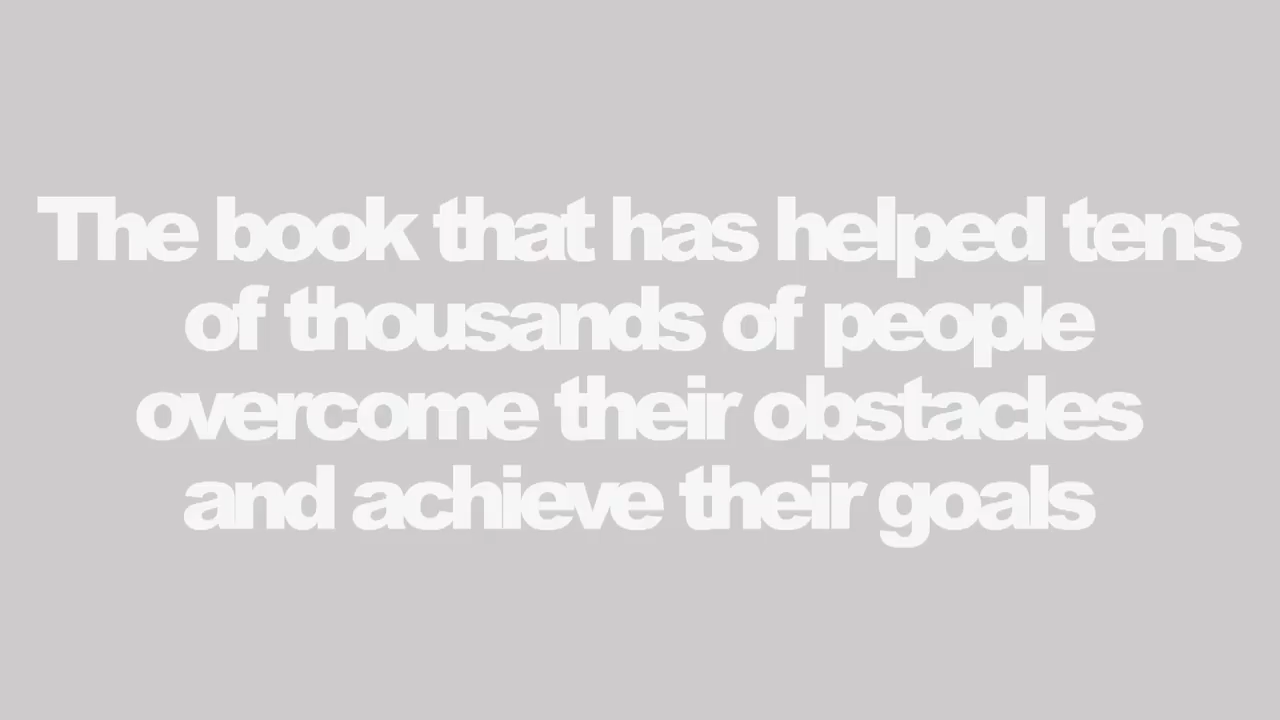 The book that has helped tens
of thousands of people
overcome their obstacles
and achieve their goals